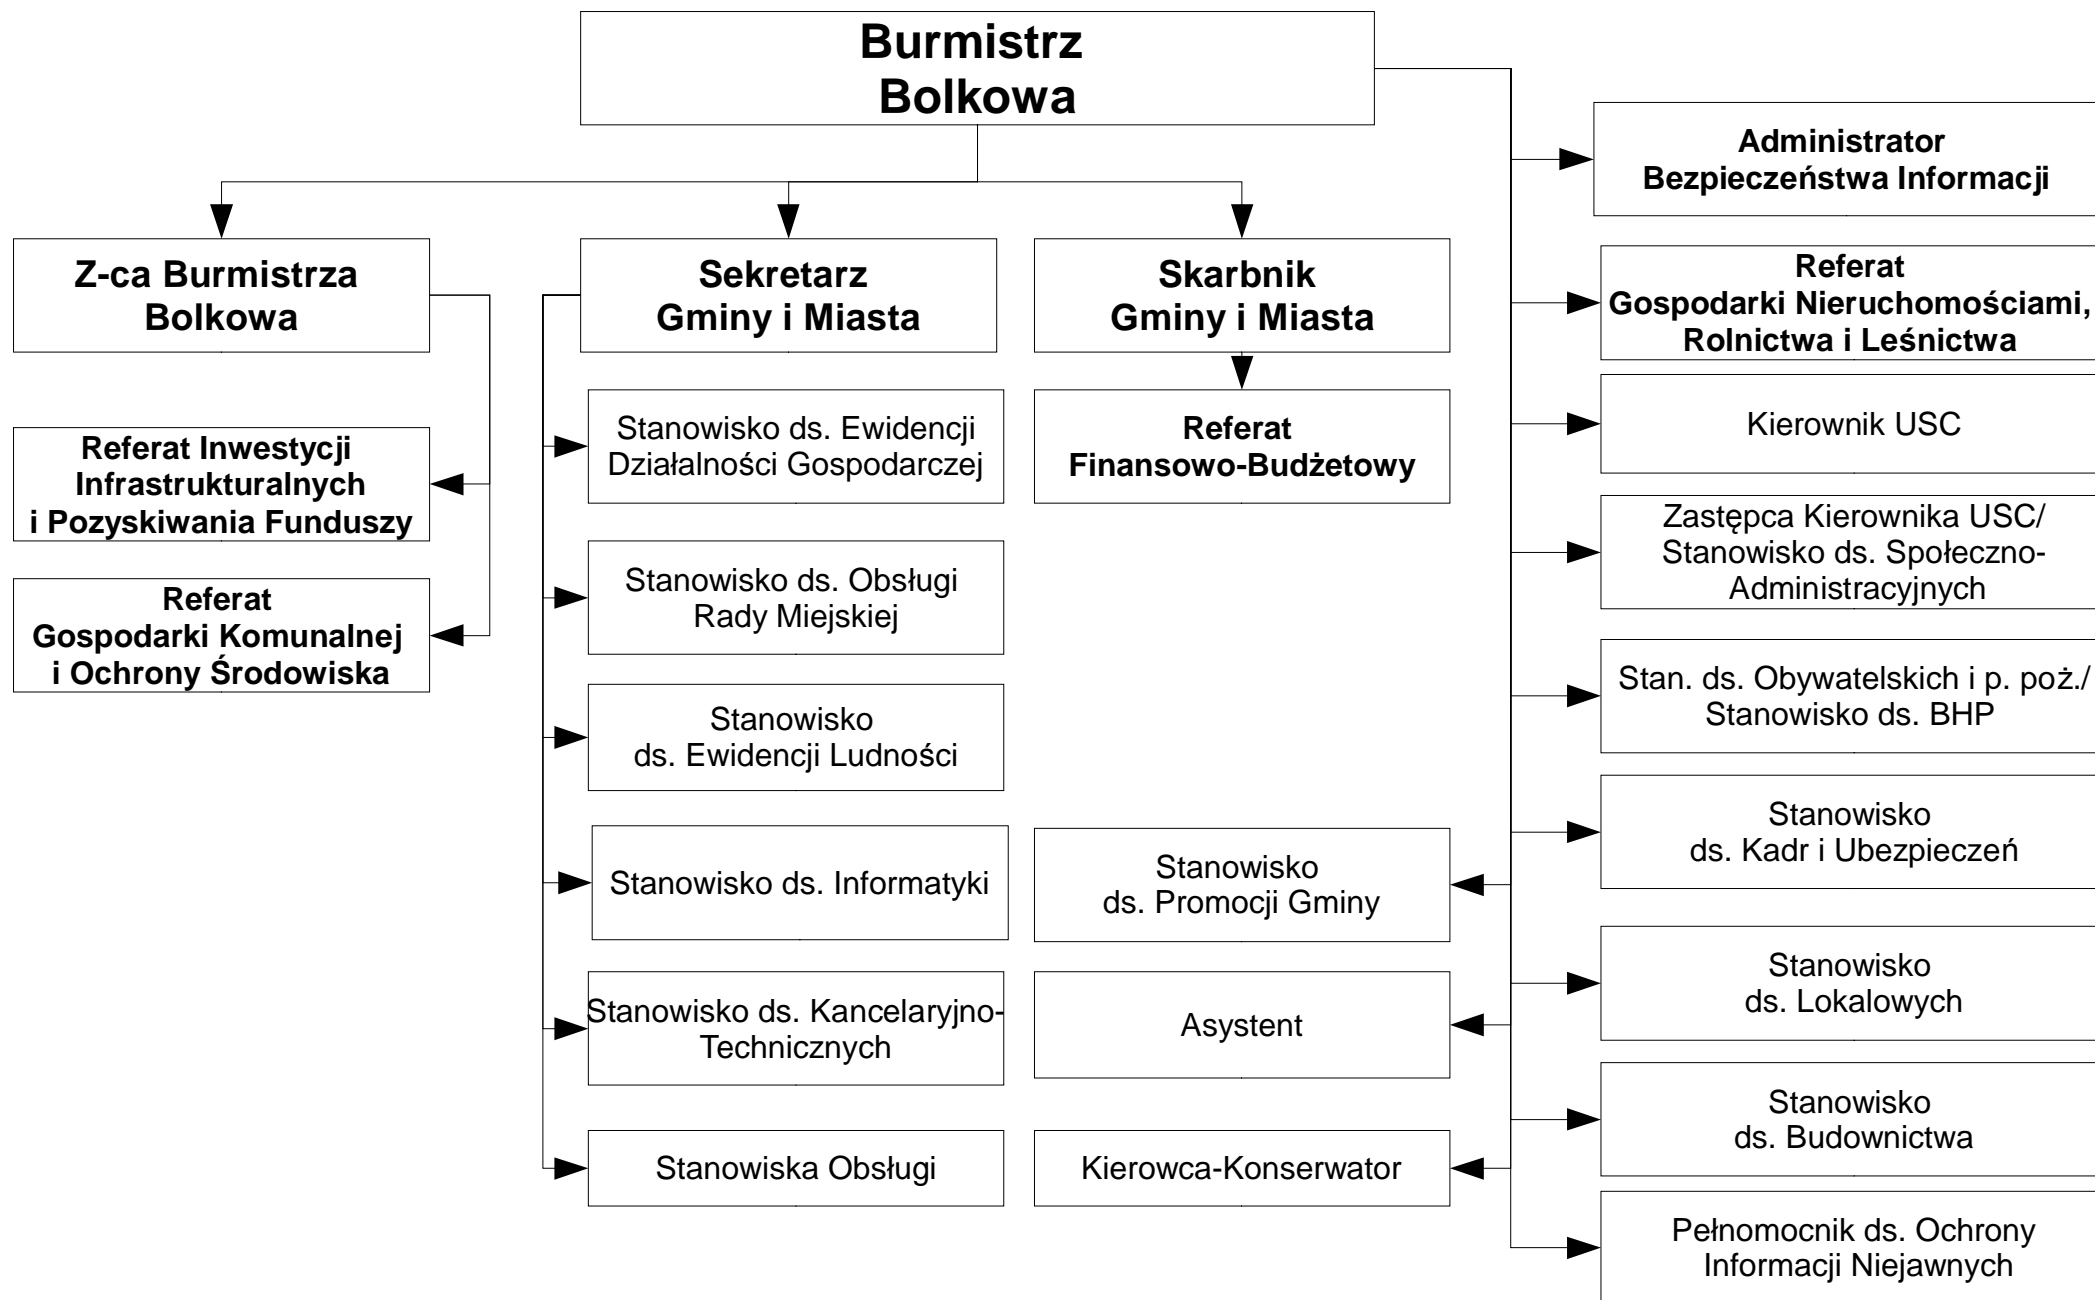 Burmistrz
Bolkowa
Z-ca Burmistrza
Bolkowa
Referat Inwestycji
Infrastrukturalnych
i Pozyskiwania Funduszy
Referat
Gospodarki Komunalnej
i Ochrony Środowiska
Sekretarz
Gminy i Miasta
Stanowisko ds. Ewidencji
Działalności Gospodarczej
Stanowisko ds. Obsługi
Rady Miejskiej
Stanowisko
ds. Ewidencji Ludności
Stanowisko ds. Informatyki
Stanowisko ds. Kancelaryjno-
Technicznych
Stanowiska Obsługi
Skarbnik
Gminy i Miasta
Referat
Finansowo-Budżetowy
Stanowisko
ds. Promocji Gminy
Asystent
Kierowca-Konserwator
Administrator
Bezpieczeństwa Informacji
Referat
Gospodarki Nieruchomościami,
Rolnictwa i Leśnictwa
Kierownik USC
Zastępca Kierownika USC/
Stanowisko ds. Społeczno-
Administracyjnych
Stan. ds. Obywatelskich i p. poż./
Stanowisko ds. BHP
Stanowisko
ds. Kadr i Ubezpieczeń
Stanowisko
ds. Lokalowych
Stanowisko
ds. Budownictwa
Pełnomocnik ds. Ochrony
Informacji Niejawnych